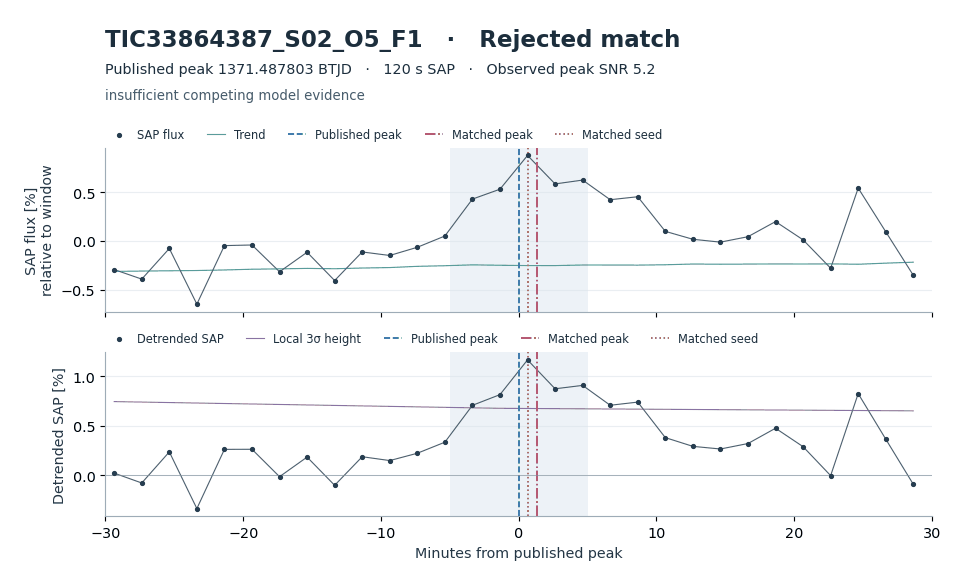 TIC33864387_S02_O5_F1 · Rejected match
Published peak 1371.487803 BTJD · 120 s SAP · Observed peak SNR 5.2
insufficient competing model evidence
SAP flux Trend Published peak Matched peak Matched seed
SAP flux [%]
relative to window
0.5
0.0
−0.5
Detrended SAP Local 3σ height Published peak Matched peak Matched seed
Detrended SAP [%]
1.0
0.5
0.0
−30 −20 −10 0 10 20 30
Minutes from published peak